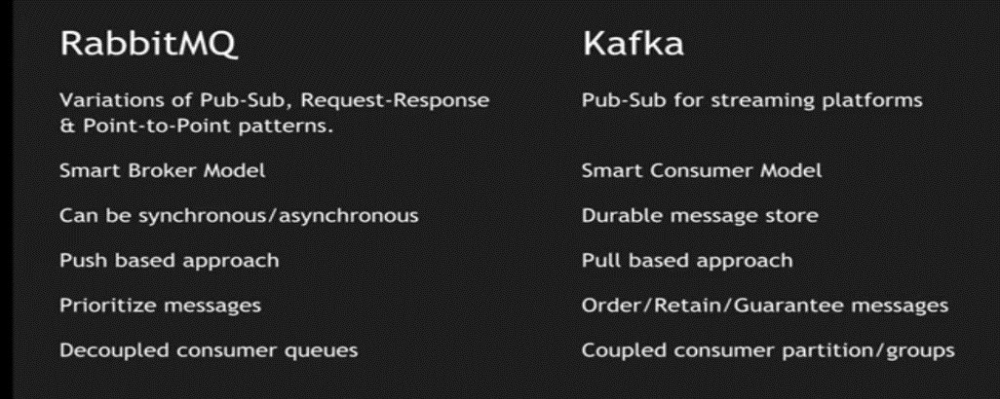 RabbitMQ
Variations of Pub-Sub, Request-Response
& Point-to-Point patterns.
Smart Broker Model
Can be synchronous/asynchronous
Push based approach
Prioritize messages
Decoupled consumer queues
Kafka
Pub-Sub for streaming platforms
Smart Consumer Model
Durable message store
Pull based approach
Order/Retain/Guarantee messages
Coupled consumer partition/groups